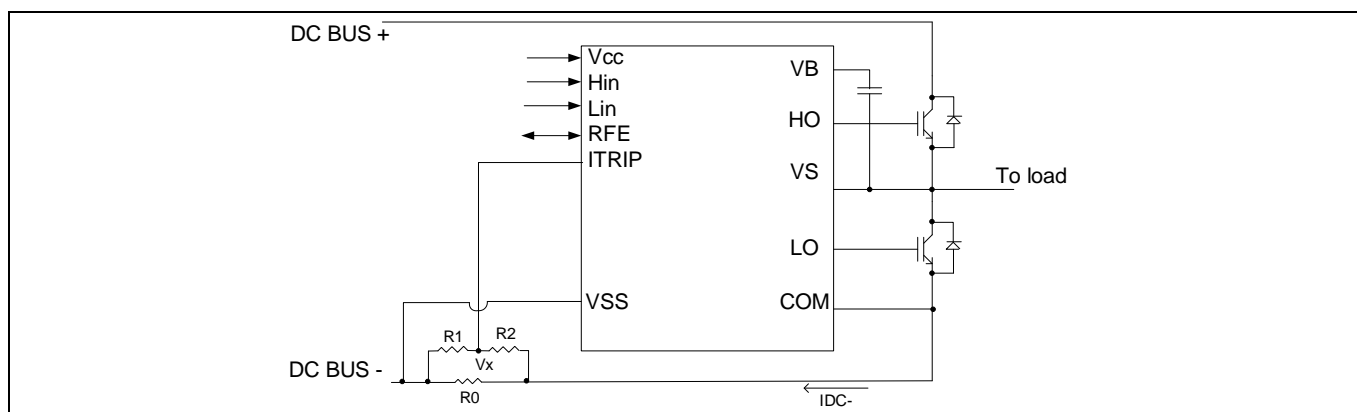 DC BUS +
Vcc
Hin
Lin
RFE
ITRIP
VSS
VB
HO
VS
LO
COM
To load
R1
R2
Vx
DC BUS -
R0
IDC-